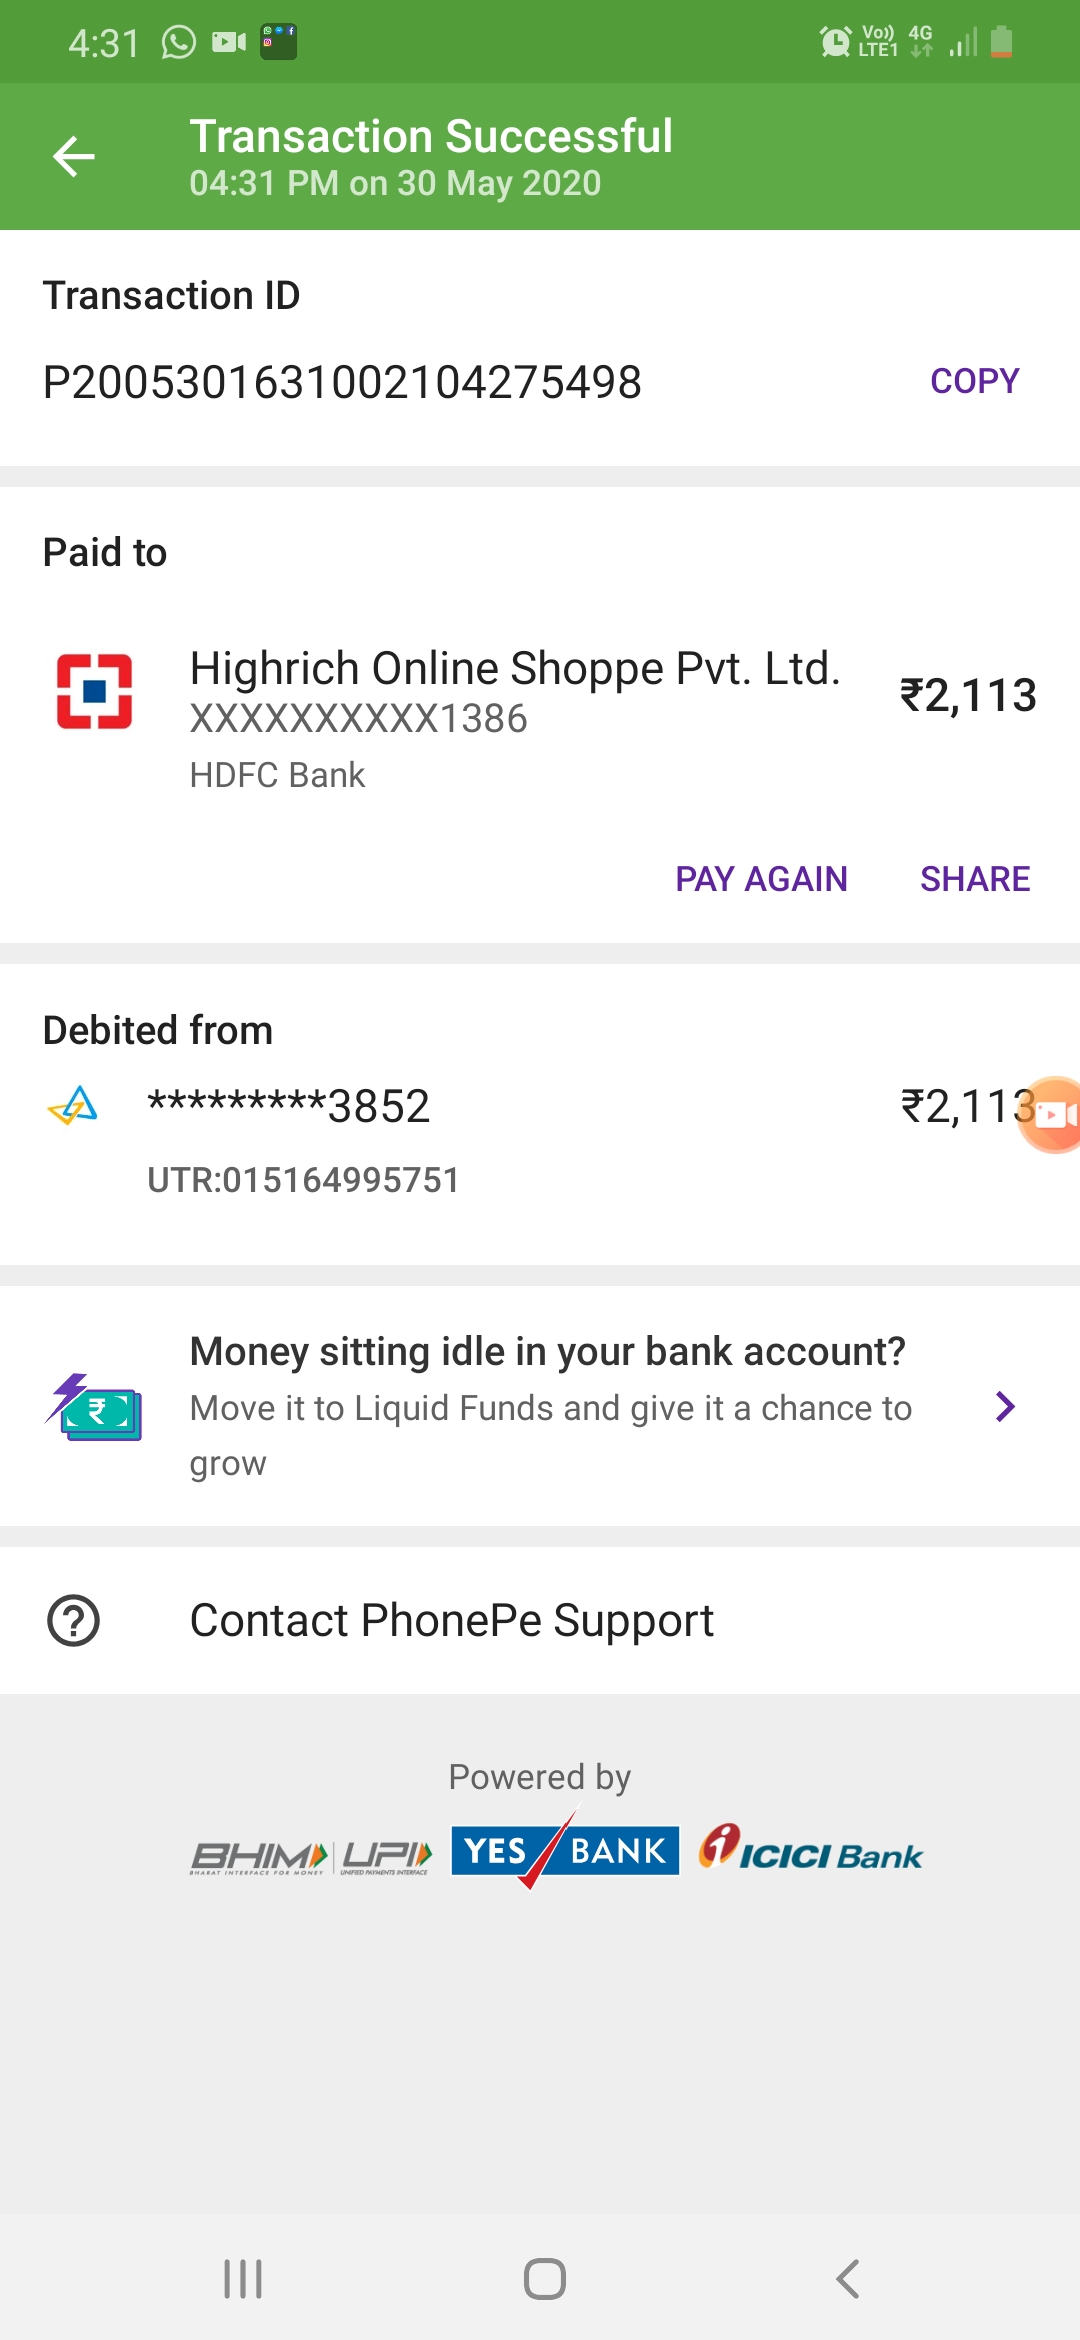 4:31
Vo)) 4G
LTE1
Transaction Successful
04:31 PM on 30 May 2020
Transaction ID
P2005301631002104275498
COPY
Paid to
Highrich Online Shoppe Pvt. Ltd.
₹2,113
XXXXXXXXXX1386
HDFC Bank
PAY AGAIN SHARE
Debited from
*********3852
₹2,113
UTR:015164995751
Money sitting idle in your bank account?
Move it to Liquid Funds and give it a chance to
grow
Contact PhonePe Support
Powered by
BHIM UPI YES BANK ICICI Bank
BHARAT INTERFACE FOR MONEY UNIFIED PAYMENTS INTERFACE